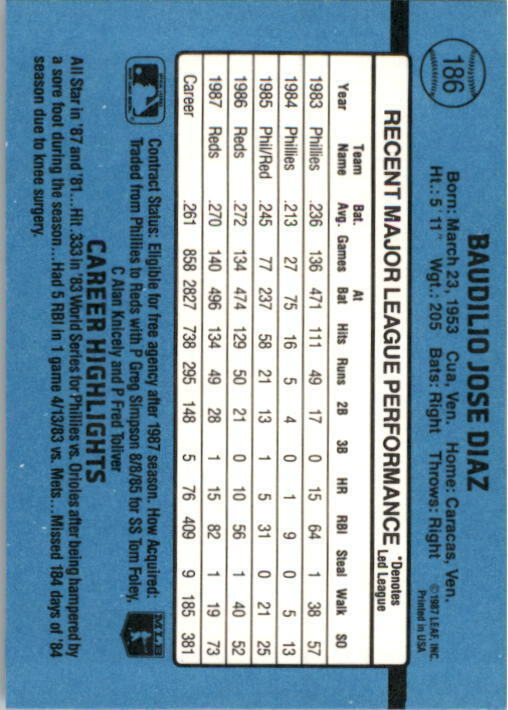 186
BAUDILIO JOSE DIAZ
Born: March 23, 1953 Cua, Ven. Home: Caracas, Ven.
Ht.: 5'11" Wgt.: 205 Bats: Right Throws: Right
©1987 LEAF, INC.
Printed in USA
RECENT MAJOR LEAGUE PERFORMANCE *Denotes Led League
Year Team Name Bat. Avg. Games At Bat Hits Runs 2B 3B HR RBI Steal Walk SO
1983 Phillies .236 136 471 111 49 17 0 15 64 1 38 57
1984 Phillies .213 27 75 16 5 4 0 1 9 0 5 13
1985 Phil/Red .245 77 237 58 21 13 1 5 31 0 21 25
1986 Reds .272 134 474 129 50 21 0 10 56 1 40 52
1987 Reds .270 140 496 134 49 28 1 15 82 1 19 73
Career .261 858 2827 738 295 148 5 76 409 9 185 381
Contract Status: Eligible for free agency after 1987 season. How Acquired:
Traded from Phillies to Reds with P Greg Simpson 8/8/85 for SS Tom Foley,
C Alan Knicely and P Fred Toliver
MLB
CAREER HIGHLIGHTS
All Star in '87 and '81...Hit .333 in '83 World Series for Phillies vs. Orioles after being hampered by
a sore foot during the season...Had 5 RBI in 1 game 4/13/83 vs. Mets...Missed 184 days of '84
season due to knee surgery.